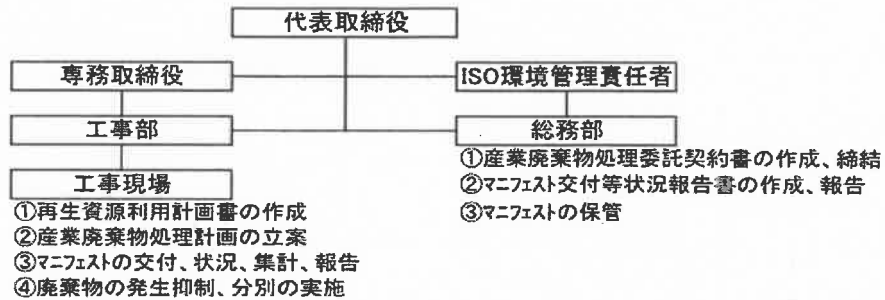 代表取締役
専務取締役
ISO環境管理責任者
工事部
総務部
①産業廃棄物処理委託契約書の作成、締結
②マニフェスト交付等状況報告書の作成、報告
③マニフェストの保管
工事現場
①再生資源利用計画書の作成
②産業廃棄物処理計画の立案
③マニフェストの交付、状況、集計、報告
④廃棄物の発生抑制、分別の実施